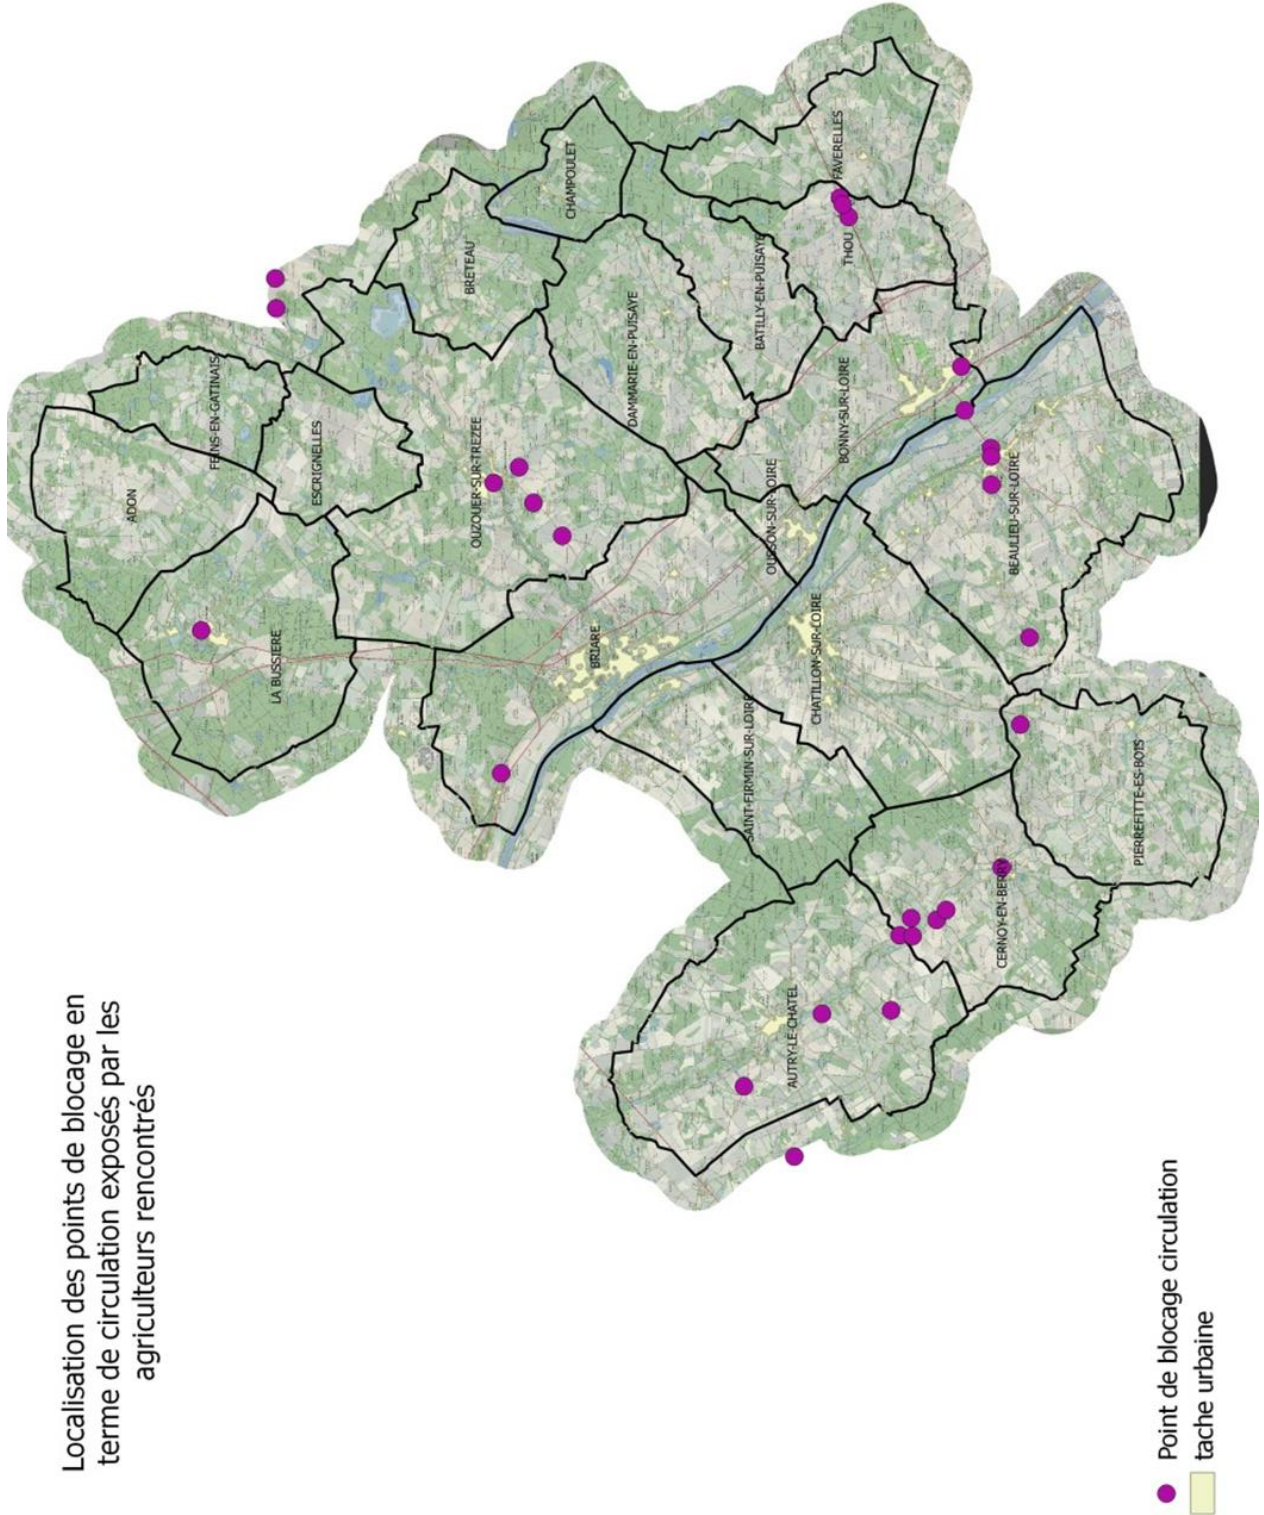 Localisation des points de blocage en
terme de circulation exposés par les
agriculteurs rencontrés
ADON
FEINS-EN-GATINAIS
LA BUSSIERE
ESCRIGNELLES
BRETEAU
OUZOUER-SUR-TREZEE
CHAMPOULET
BRIARE
DAMMARIE-EN-PUISAYE
SAINT-FIRMIN-SUR-LOIRE
BATILLY-EN-PUISAYE
OUSSON-SUR-LOIRE
AUTRY-LE-CHATEL
CHATILLON-SUR-LOIRE
BONNY-SUR-LOIRE
THOU
FAVERELLES
CERNOY-EN-BERRY
BEAULIEU-SUR-LOIRE
PIERREFITTE-ES-BOIS
Point de blocage circulation
tache urbaine